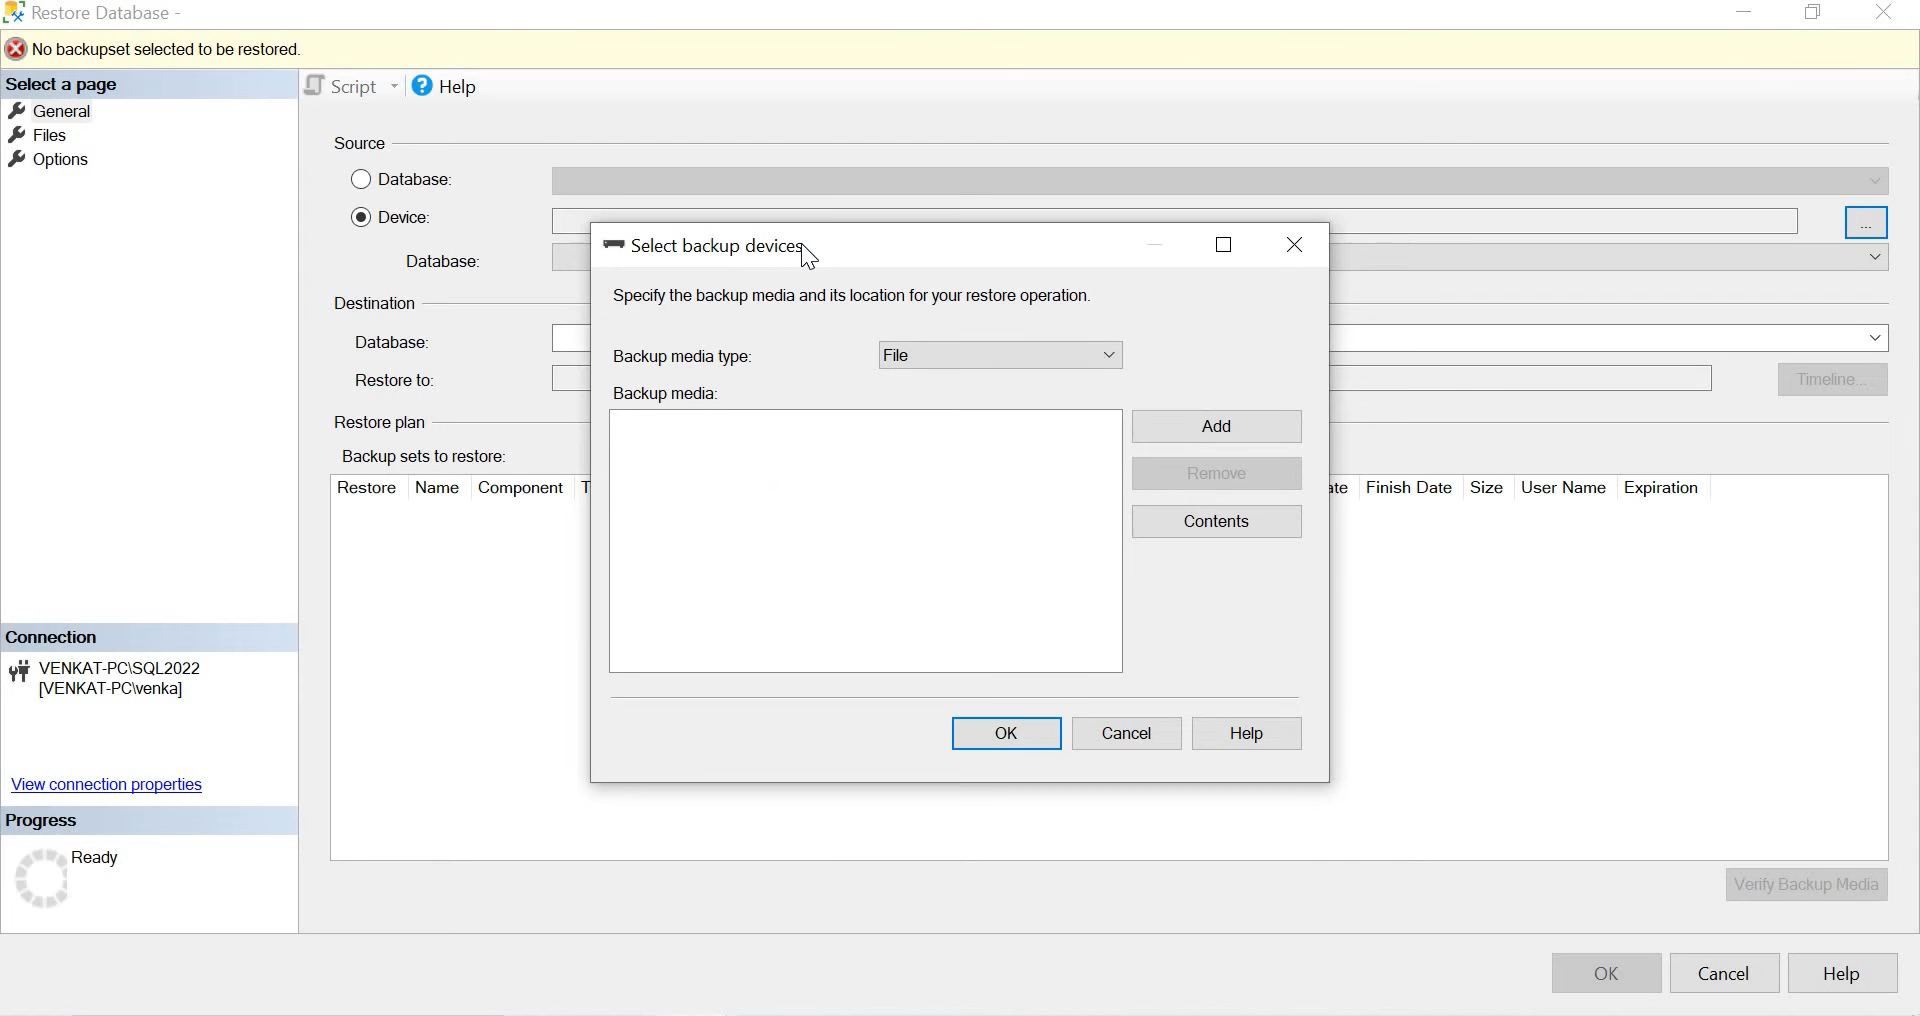 Restore Database -
No backupset selected to be restored.
Select a page
General
Files
Options
Script
Help
Source
Database:
Device:
...
Database:
Destination
Database:
Restore to:
Timeline...
Restore plan
Backup sets to restore:
Restore Name Component T
ate Finish Date Size User Name Expiration
Select backup devices
Specify the backup media and its location for your restore operation.
Backup media type: File
Backup media:
Add
Remove
Contents
OK Cancel Help
Connection
VENKAT-PC\SQL2022
[VENKAT-PC\venka]
View connection properties
Progress
Ready
Verify Backup Media
OK Cancel Help